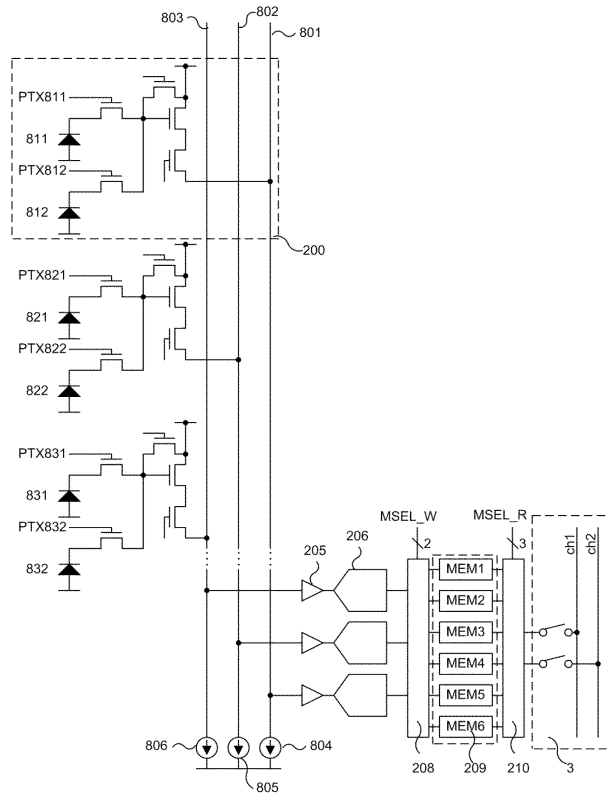 803
802
801
PTX811
811
PTX812
812
200
PTX821
821
PTX822
822
PTX831
831
PTX832
832
MSEL_W
MSEL_R
2
3
ch1
ch2
205
206
MEM1
MEM2
MEM3
MEM4
MEM5
MEM6
806
804
805
208
209
210
3